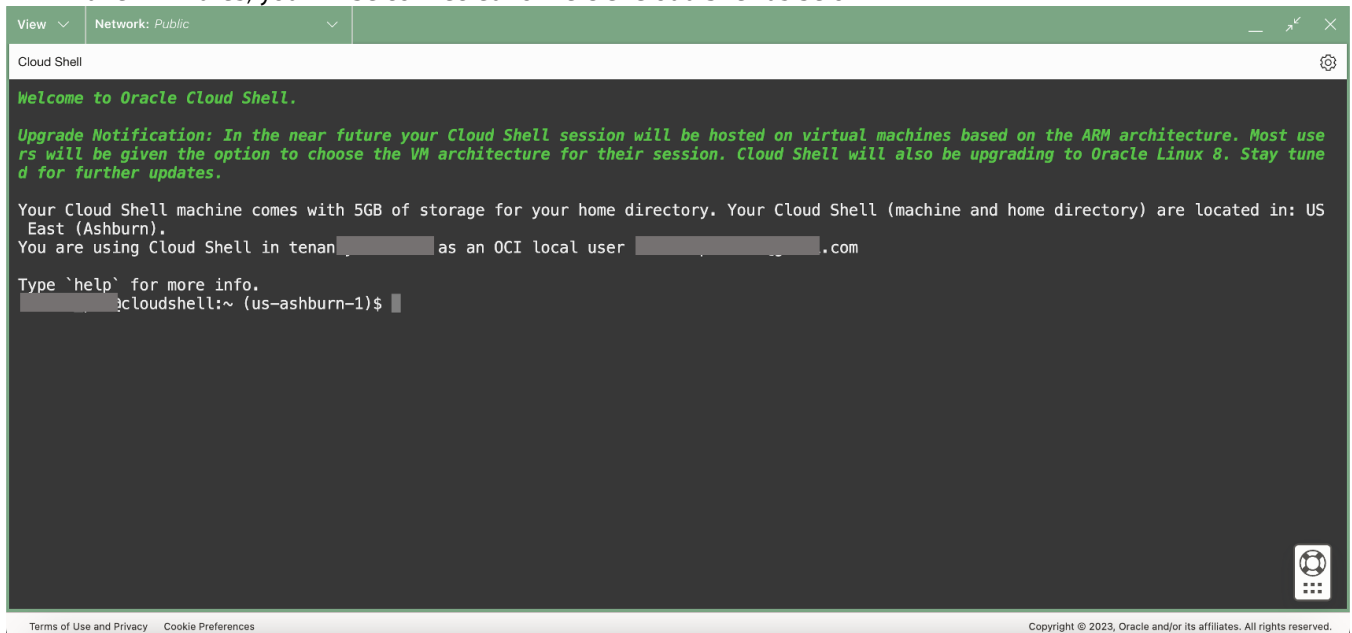 View Network: Public
Cloud Shell
Welcome to Oracle Cloud Shell.
Upgrade Notification: In the near future your Cloud Shell session will be hosted on virtual machines based on the ARM architecture. Most use
rs will be given the option to choose the VM architecture for their session. Cloud Shell will also be upgrading to Oracle Linux 8. Stay tune
d for further updates.
Your Cloud Shell machine comes with 5GB of storage for your home directory. Your Cloud Shell (machine and home directory) are located in: US
East (Ashburn).
You are using Cloud Shell in tenan as an OCI local user .com
Type `help` for more info.
@cloudshell:~ (us-ashburn-1)$
Terms of Use and Privacy Cookie Preferences Copyright © 2023, Oracle and/or its affiliates. All rights reserved.